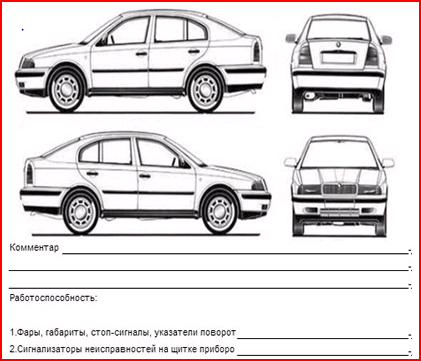 Комментар
Работоспособность:
1.Фары, габариты, стоп-сигналы, указатели поворот
2.Сигнализаторы неисправностей на щитке приборо